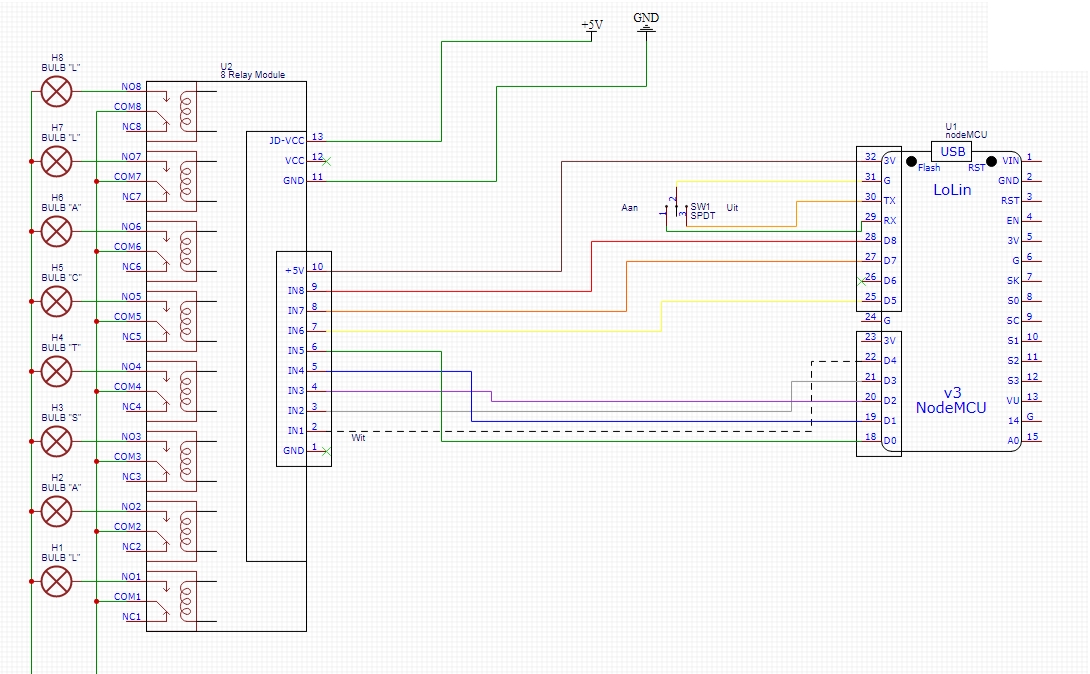 +5V
GND
H8
BULB "L"
H7
BULB "L"
H6
BULB "A"
H5
BULB "C"
H4
BULB "T"
H3
BULB "S"
H2
BULB "A"
H1
BULB "L"
U2
8 Relay Module
NO8
COM8
NC8
NO7
COM7
NC7
NO6
COM6
NC6
NO5
COM5
NC5
NO4
COM4
NC4
NO3
COM3
NC3
NO2
COM2
NC2
NO1
COM1
NC1
JD-VCC 13
VCC 12
GND 11
+5V 10
IN8 9
IN7 8
IN6 7
IN5 6
IN4 5
IN3 4
IN2 3
IN1 2
GND 1
Wit
Aan
1
2
3
SW1
SPDT
Uit
U1
nodeMCU
USB
Flash
RST
LoLin
32 3V
31 G
30 TX
29 RX
28 D8
27 D7
26 D6
25 D5
24 G
23 3V
22 D4
21 D3
20 D2
19 D1
18 D0
VIN 1
GND 2
RST 3
EN 4
3V 5
G 6
SK 7
S0 8
SC 9
S1 10
S2 11
S3 12
VU 13
14 G
A0 15
v3
NodeMCU